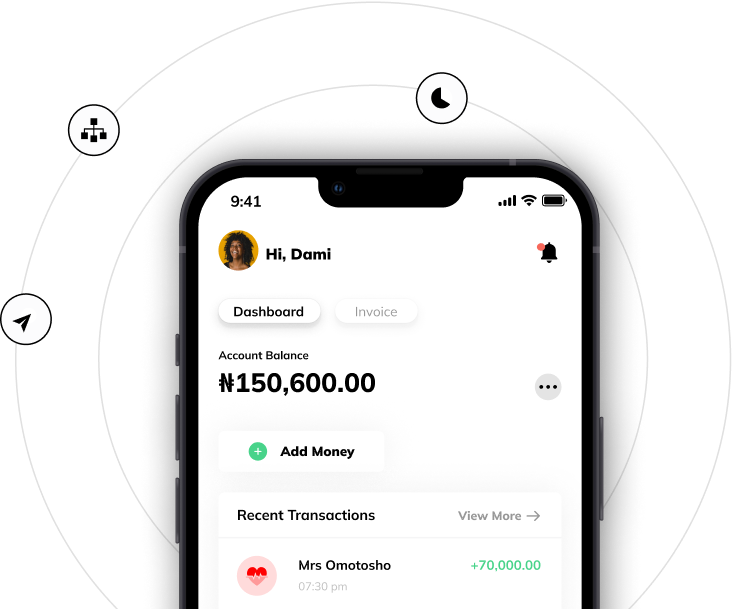 9:41
Hi, Dami
Dashboard Invoice
Account Balance
₦150,600.00
Add Money
Recent Transactions View More
Mrs Omotosho +70,000.00
07:30 pm